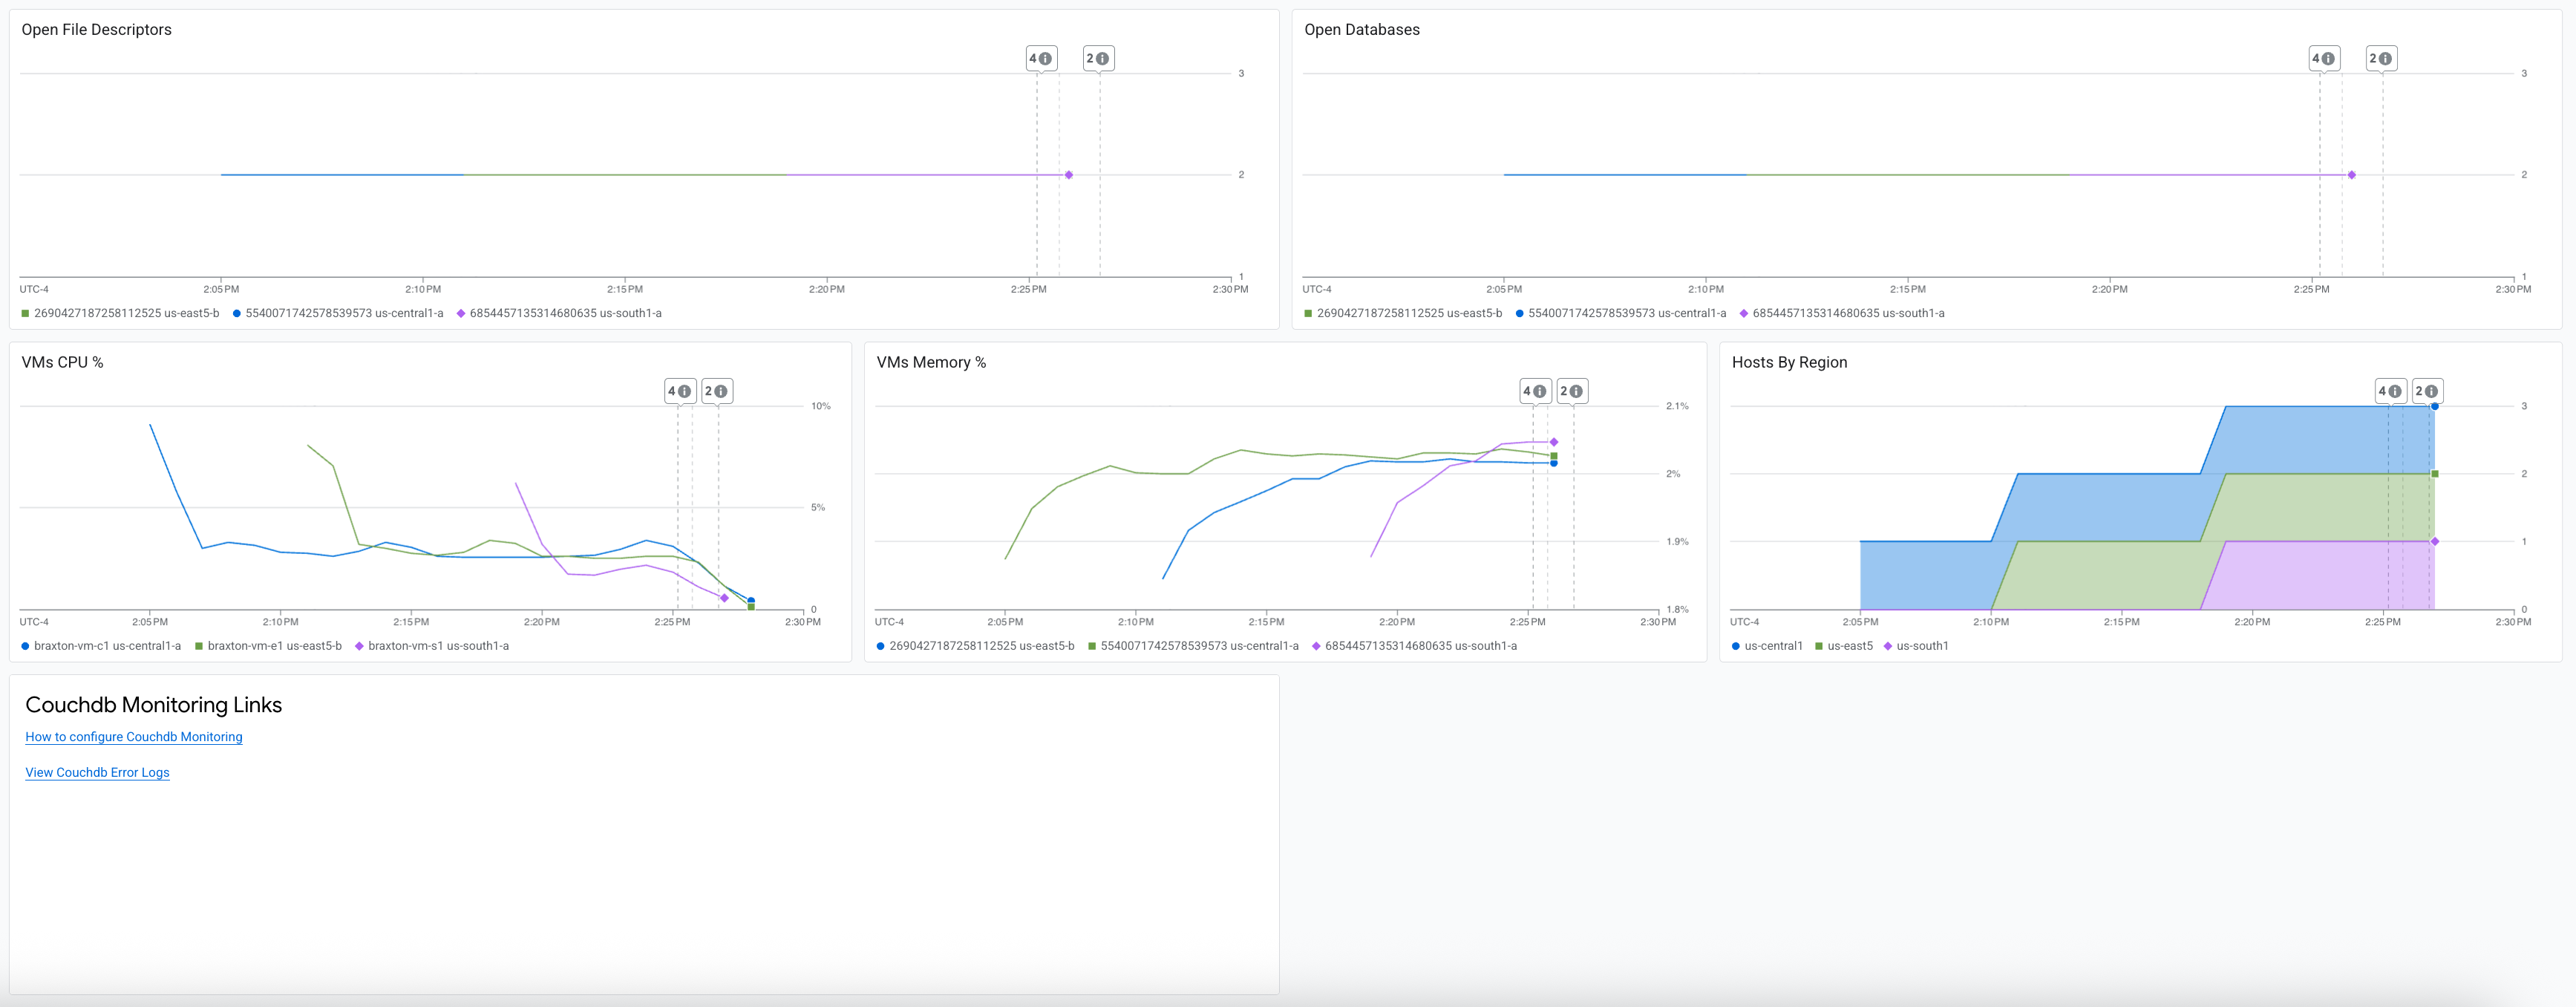 Open File Descriptors
4
2
3
2
1
UTC-4 2:05 PM 2:10 PM 2:15 PM 2:20 PM 2:25 PM 2:30 PM
2690427187258112525 us-east5-b 5540071742578539573 us-central1-a 6854457135314680635 us-south1-a
Open Databases
4
2
3
2
1
UTC-4 2:05 PM 2:10 PM 2:15 PM 2:20 PM 2:25 PM 2:30 PM
2690427187258112525 us-east5-b 5540071742578539573 us-central1-a 6854457135314680635 us-south1-a
VMs CPU %
4
2
10%
5%
0
UTC-4 2:05 PM 2:10 PM 2:15 PM 2:20 PM 2:25 PM 2:30 PM
braxton-vm-c1 us-central1-a braxton-vm-e1 us-east5-b braxton-vm-s1 us-south1-a
VMs Memory %
4
2
2.1%
2%
1.9%
1.8%
UTC-4 2:05 PM 2:10 PM 2:15 PM 2:20 PM 2:25 PM 2:30 PM
2690427187258112525 us-east5-b 5540071742578539573 us-central1-a 6854457135314680635 us-south1-a
Hosts By Region
4
2
3
2
1
0
UTC-4 2:05 PM 2:10 PM 2:15 PM 2:20 PM 2:25 PM 2:30 PM
us-central1 us-east5 us-south1
Couchdb Monitoring Links
How to configure Couchdb Monitoring
View Couchdb Error Logs